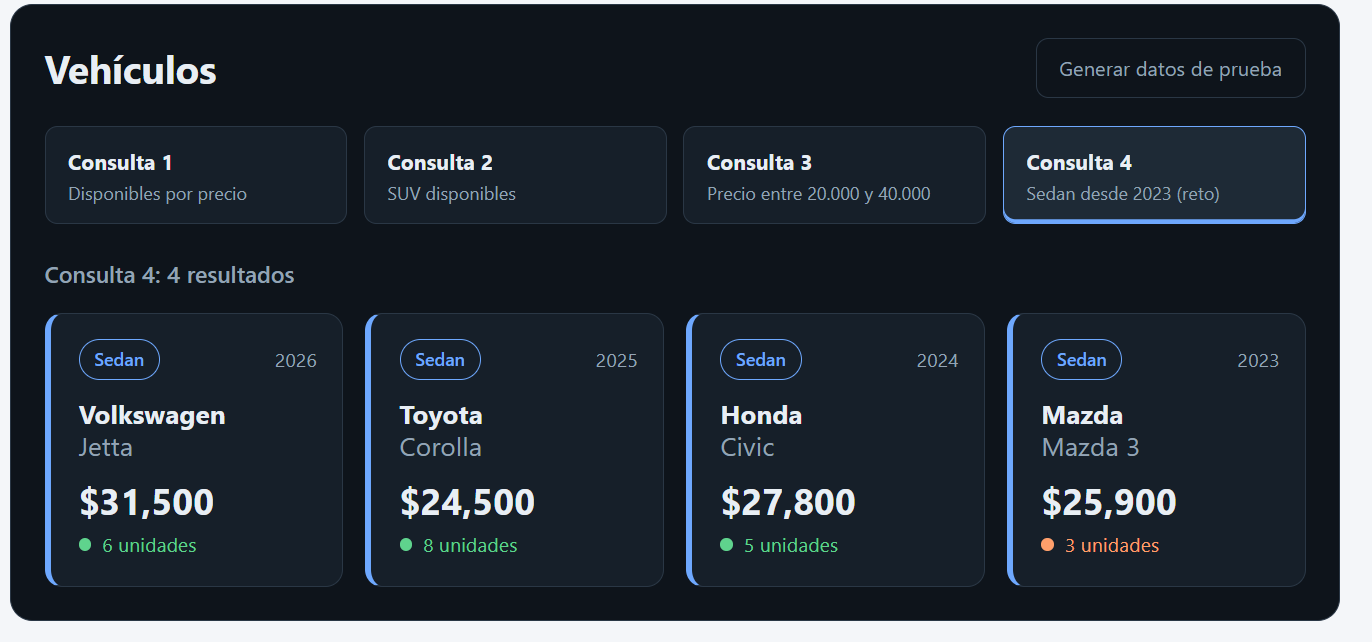 Vehículos
Generar datos de prueba
Consulta 1
Disponibles por precio
Consulta 2
SUV disponibles
Consulta 3
Precio entre 20.000 y 40.000
Consulta 4
Sedan desde 2023 (reto)
Consulta 4: 4 resultados
Sedan 2026
Volkswagen
Jetta
$31,500
6 unidades
Sedan 2025
Toyota
Corolla
$24,500
8 unidades
Sedan 2024
Honda
Civic
$27,800
5 unidades
Sedan 2023
Mazda
Mazda 3
$25,900
3 unidades